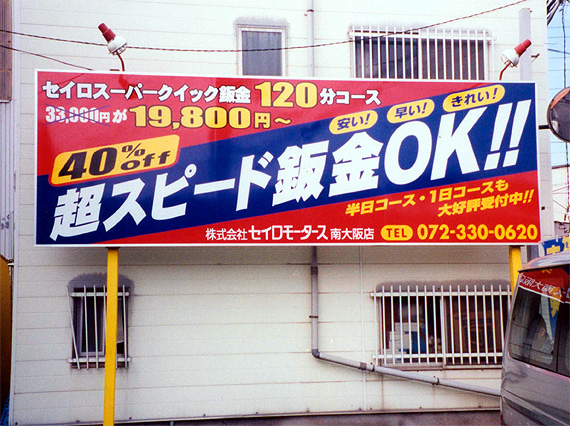 セイロスーパークイック鈑金 120分コース
33,000円が19,800円～
安い! 早い! きれい!
40%off
超スピード鈑金OK!!
半日コース・1日コースも
大好評受付中!!
株式会社セイロモータース南大阪店 TEL 072-330-0620